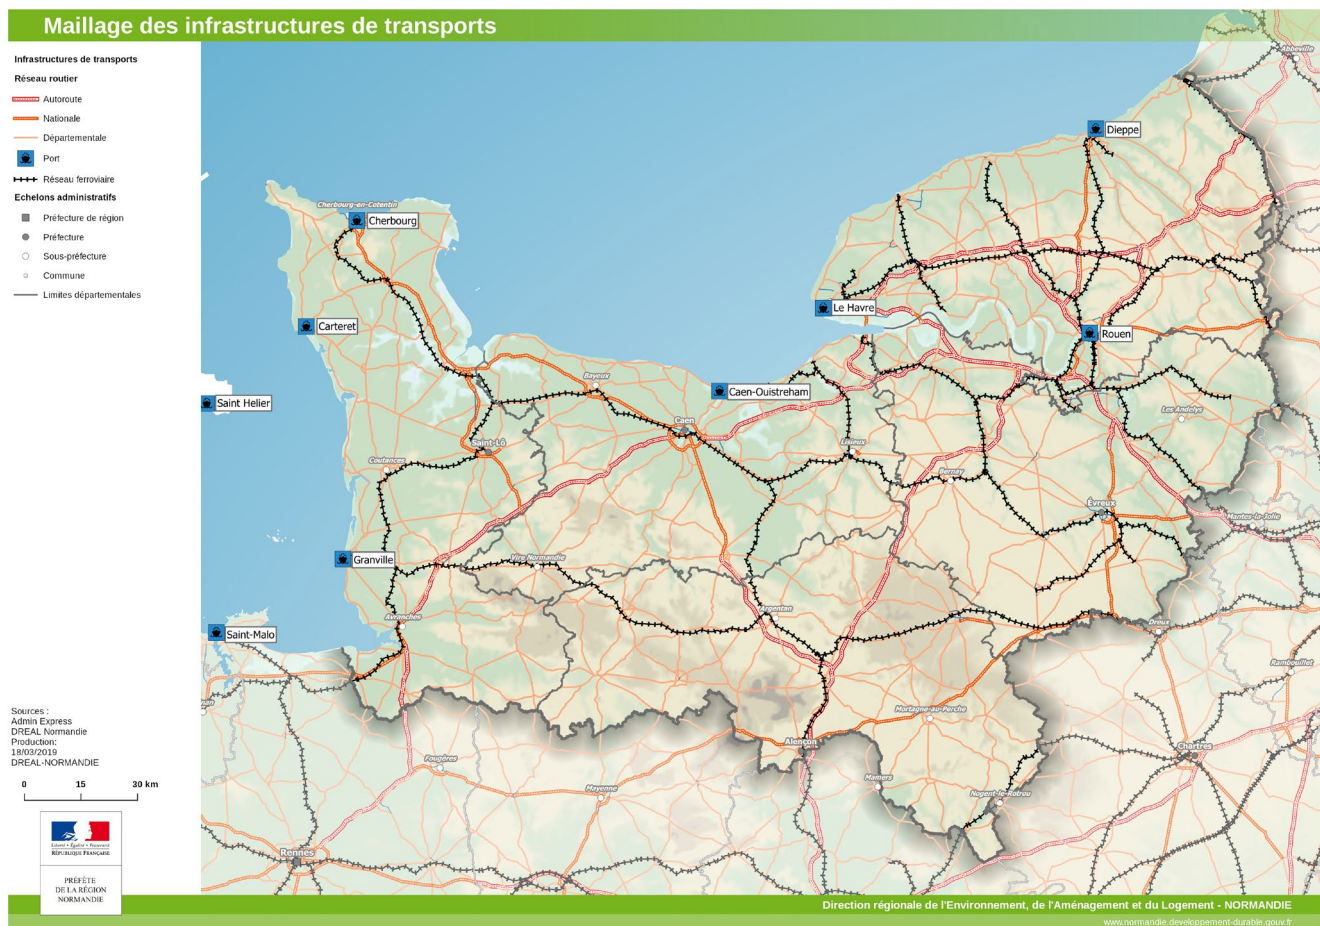 Maillage des infrastructures de transports
Infrastructures de transports
Réseau routier
Autoroute
Nationale
Départementale
Port
Réseau ferroviaire
Echelons administratifs
Préfecture de région
Préfecture
Sous-préfecture
Commune
Limites départementales
Abbeville
Dieppe
Cherbourg-en-Cotentin
Cherbourg
Le Havre
Carteret
Rouen
Bayeux
Caen-Ouistreham
Saint Helier
Les Andelys
Caen
Saint-Lô
Lisieux
Coutances
Bernay
Évreux
Mantes-la-Jolie
Granville
Vire Normandie
Argentan
Avranches
Dreux
Saint-Malo
Rambouillet
Mortagne-au-Perche
Alençon
Chartres
Fougères
Mamers
Mayenne
Nogent-le-Rotrou
Rennes
Sources :
Admin Express
DREAL Normandie
Production:
18/03/2019
DREAL-NORMANDIE
0 15 30 km
Liberté • Égalité • Fraternité
RÉPUBLIQUE FRANÇAISE
PRÉFÈTE
DE LA RÉGION
NORMANDIE
Direction régionale de l'Environnement, de l'Aménagement et du Logement - NORMANDIE
www.normandie.developpement-durable.gouv.fr